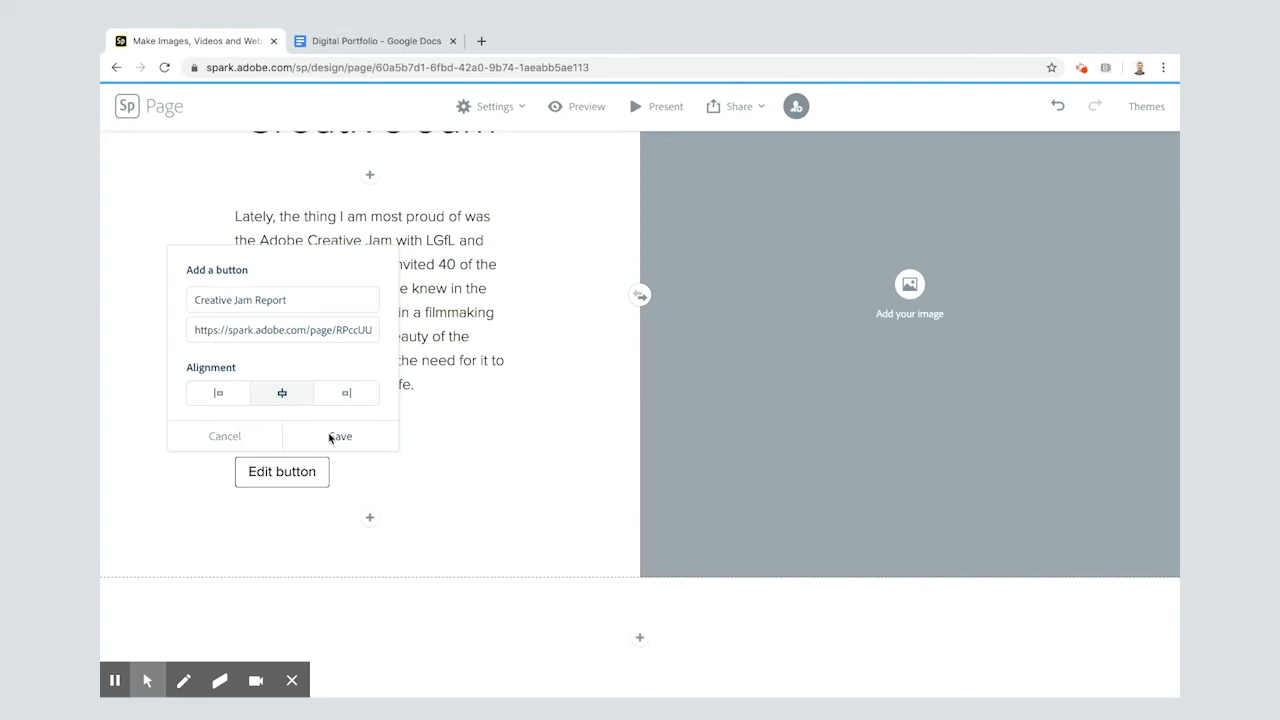 Make Images, Videos and Web
Digital Portfolio - Google Docs
spark.adobe.com/sp/design/page/60a5b7d1-6fbd-42a0-9b74-1aeabb5ae113
Sp Page
Settings
Preview
Present
Share
Themes
Creative Jam
Lately, the thing I am most proud of was
the Adobe Creative Jam with LGfL and
nvited 40 of the
e knew in the
in a filmmaking
eauty of the
the need for it to
fe.
Add a button
Creative Jam Report
https://spark.adobe.com/page/RPccUU
Alignment
Cancel
Save
Edit button
Add your image